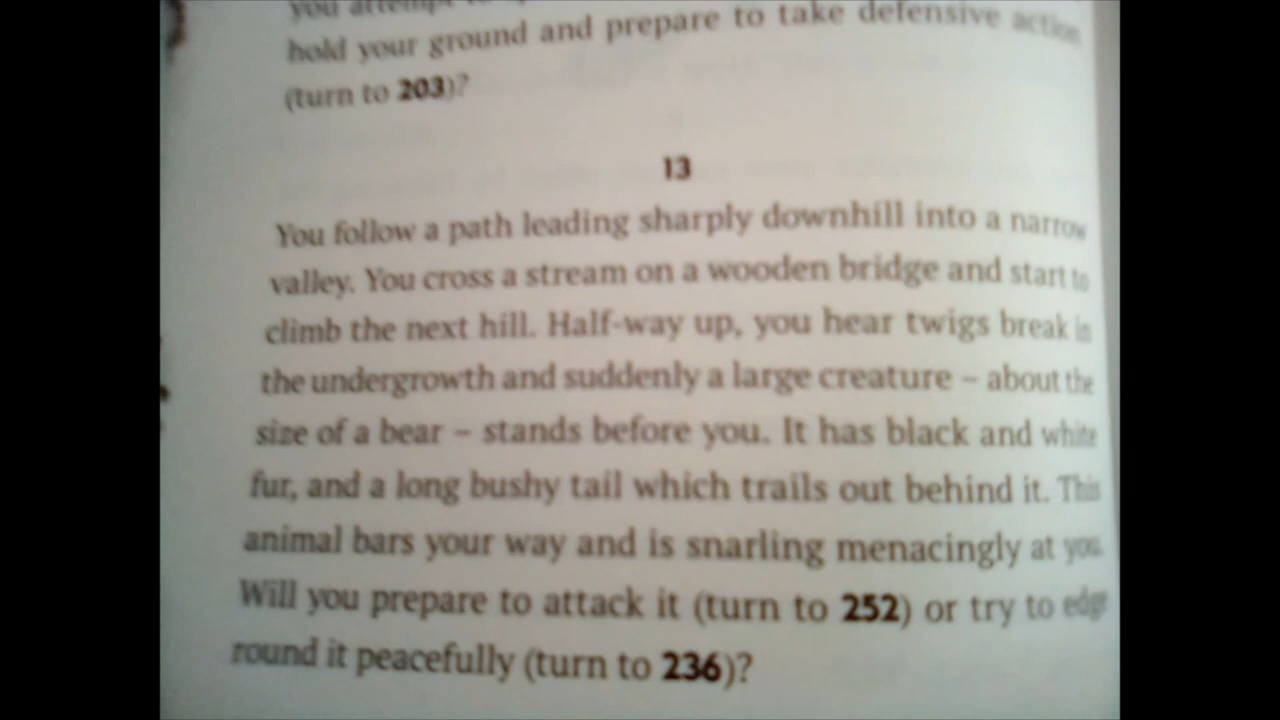 you attempt to
hold your ground and prepare to take defensive action
(turn to 203)?
13
You follow a path leading sharply downhill into a narrow
valley. You cross a stream on a wooden bridge and start to
climb the next hill. Half-way up, you hear twigs break in
the undergrowth and suddenly a large creature – about the
size of a bear – stands before you. It has black and white
fur, and a long bushy tail which trails out behind it. This
animal bars your way and is snarling menacingly at you.
Will you prepare to attack it (turn to 252) or try to edge
round it peacefully (turn to 236)?